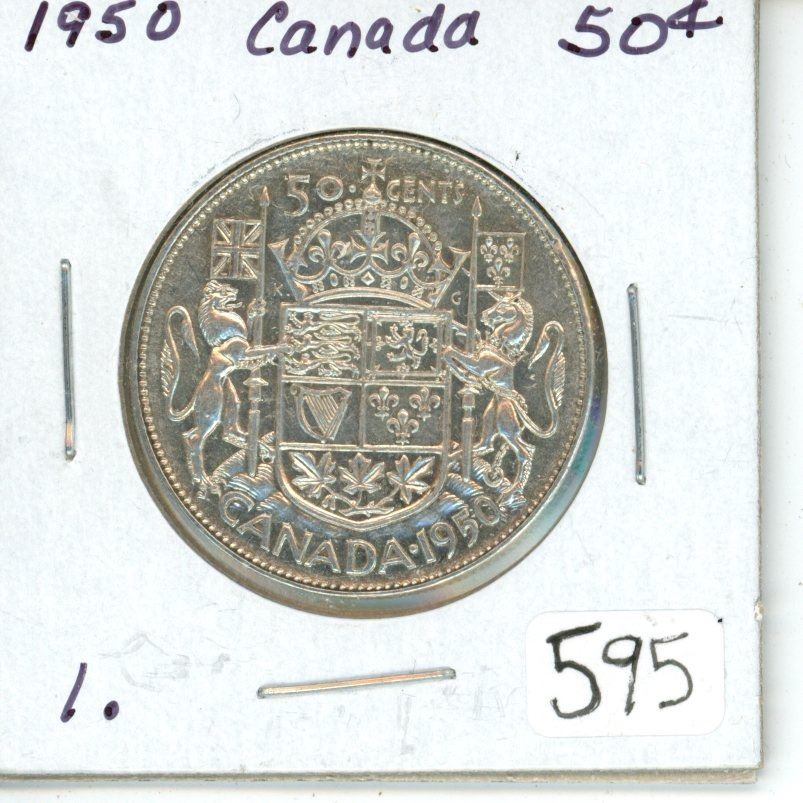 1950 Canada 50¢
50 · CENTS
K G
CANADA · 1950
1.
595